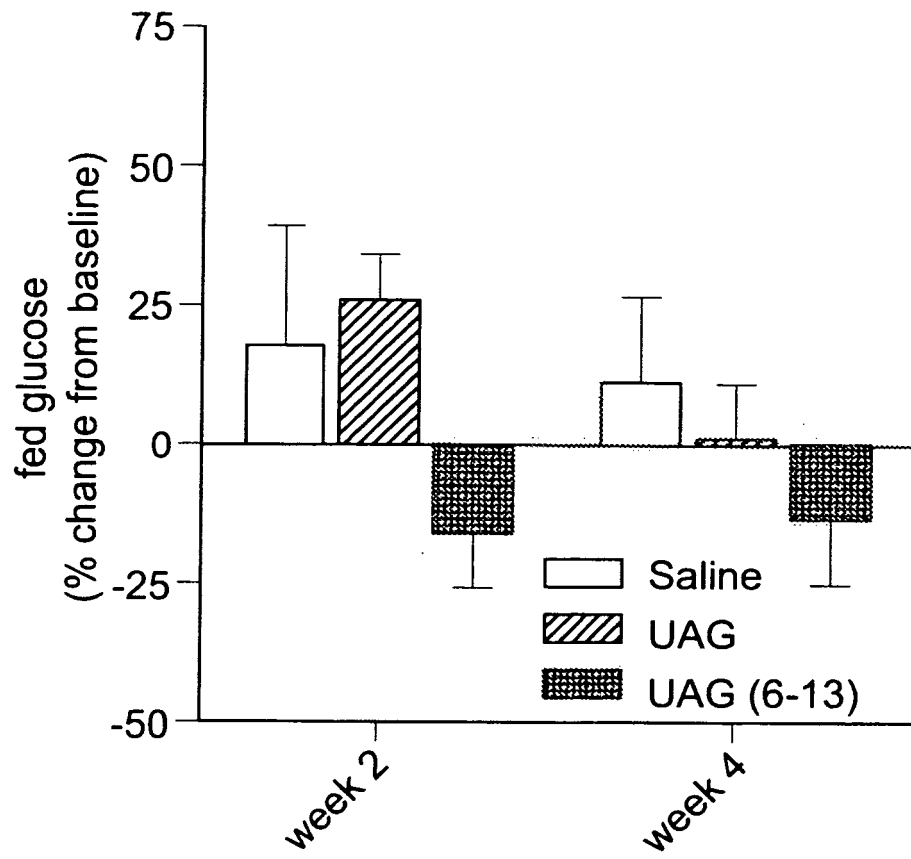 75
50
25
0
-25
-50
fed glucose
(% change from baseline)
Saline
UAG
UAG (6-13)
week 2
week 4